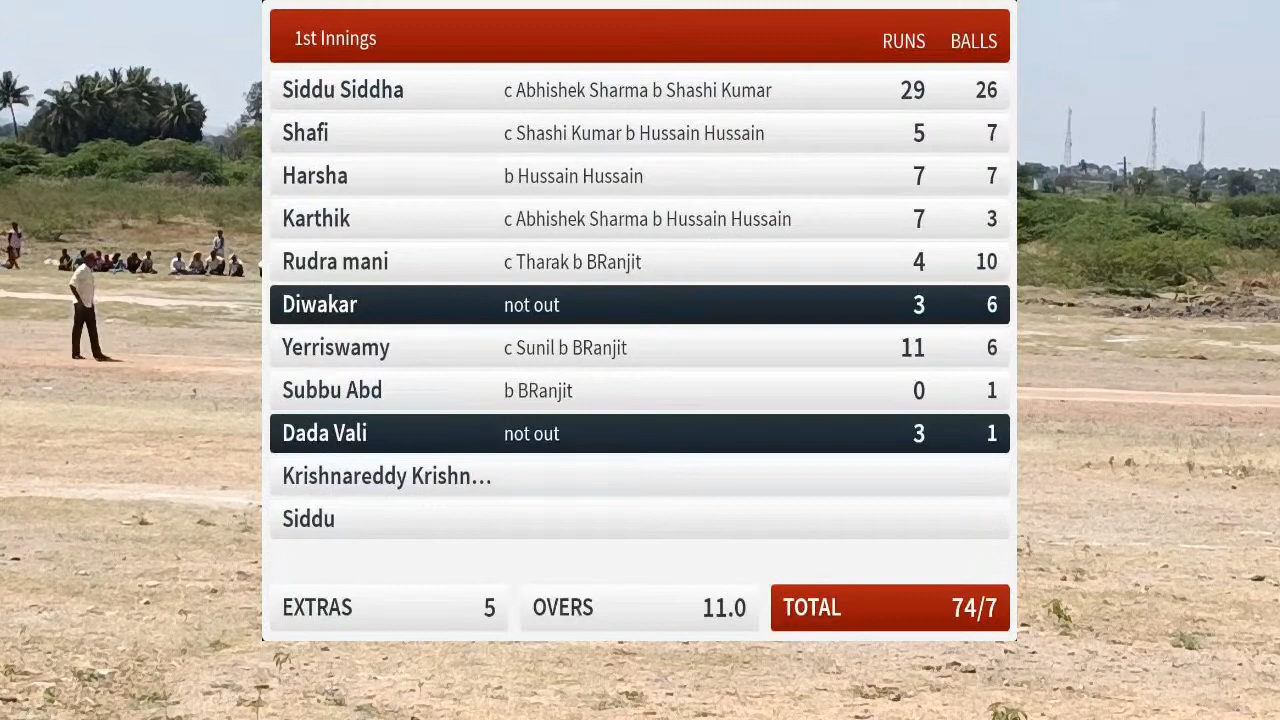 1st Innings RUNS BALLS
Siddu Siddha c Abhishek Sharma b Shashi Kumar 29 26
Shafi c Shashi Kumar b Hussain Hussain 5 7
Harsha b Hussain Hussain 7 7
Karthik c Abhishek Sharma b Hussain Hussain 7 3
Rudra mani c Tharak b BRanjit 4 10
Diwakar not out 3 6
Yerriswamy c Sunil b BRanjit 11 6
Subbu Abd b BRanjit 0 1
Dada Vali not out 3 1
Krishnareddy Krishn...
Siddu
EXTRAS 5 OVERS 11.0 TOTAL 74/7